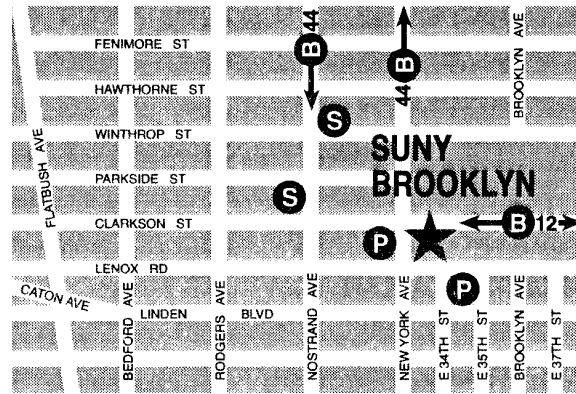 FENIMORE ST
B
44
B
44
BROOKLYN AVE
HAWTHORNE ST
S
WINTHROP ST
SUNY
BROOKLYN
FLATBUSH AVE
PARKSIDE ST
S
CLARKSON ST
P
B 12
LENOX RD
CATON AVE
P
LINDEN BLVD
BEDFORD AVE
RODGERS AVE
NOSTRAND AVE
NEW YORK AVE
E 34TH ST
E 35TH ST
BROOKLYN AVE
E 37TH ST